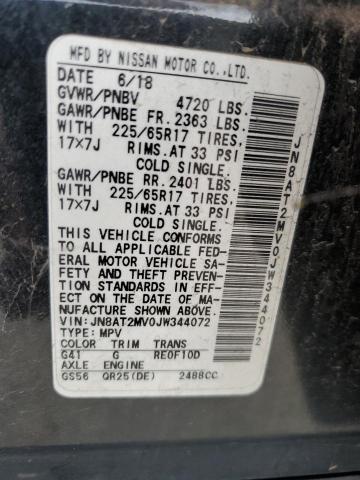 MFD BY NISSAN MOTOR CO.,LTD.
DATE 6/18
GVWR/PNBV 4720 LBS.
GAWR/PNBE FR. 2363 LBS.
WITH 225/65R17 TIRES,
17x7J RIMS.AT 33 PSI
COLD SINGLE.
GAWR/PNBE RR. 2401 LBS.
WITH 225/65R17 TIRES,
17x7J RIMS.AT 33 PSI
COLD SINGLE.
THIS VEHICLE CONFORMS
TO ALL APPLICABLE FED-
ERAL MOTOR VEHICLE SA-
FETY AND THEFT PREVEN-
TION STANDARDS IN EFF-
ECT ON THE DATE OF MA-
NUFACTURE SHOWN ABOVE.
VIN:JN8AT2MV0JW344072
TYPE:MPV
COLOR TRIM TRANS
G41 G RE0F10D
AXLE ENGINE
GS56 QR25(DE) 2488CC
JN8AT2MV0JW344072